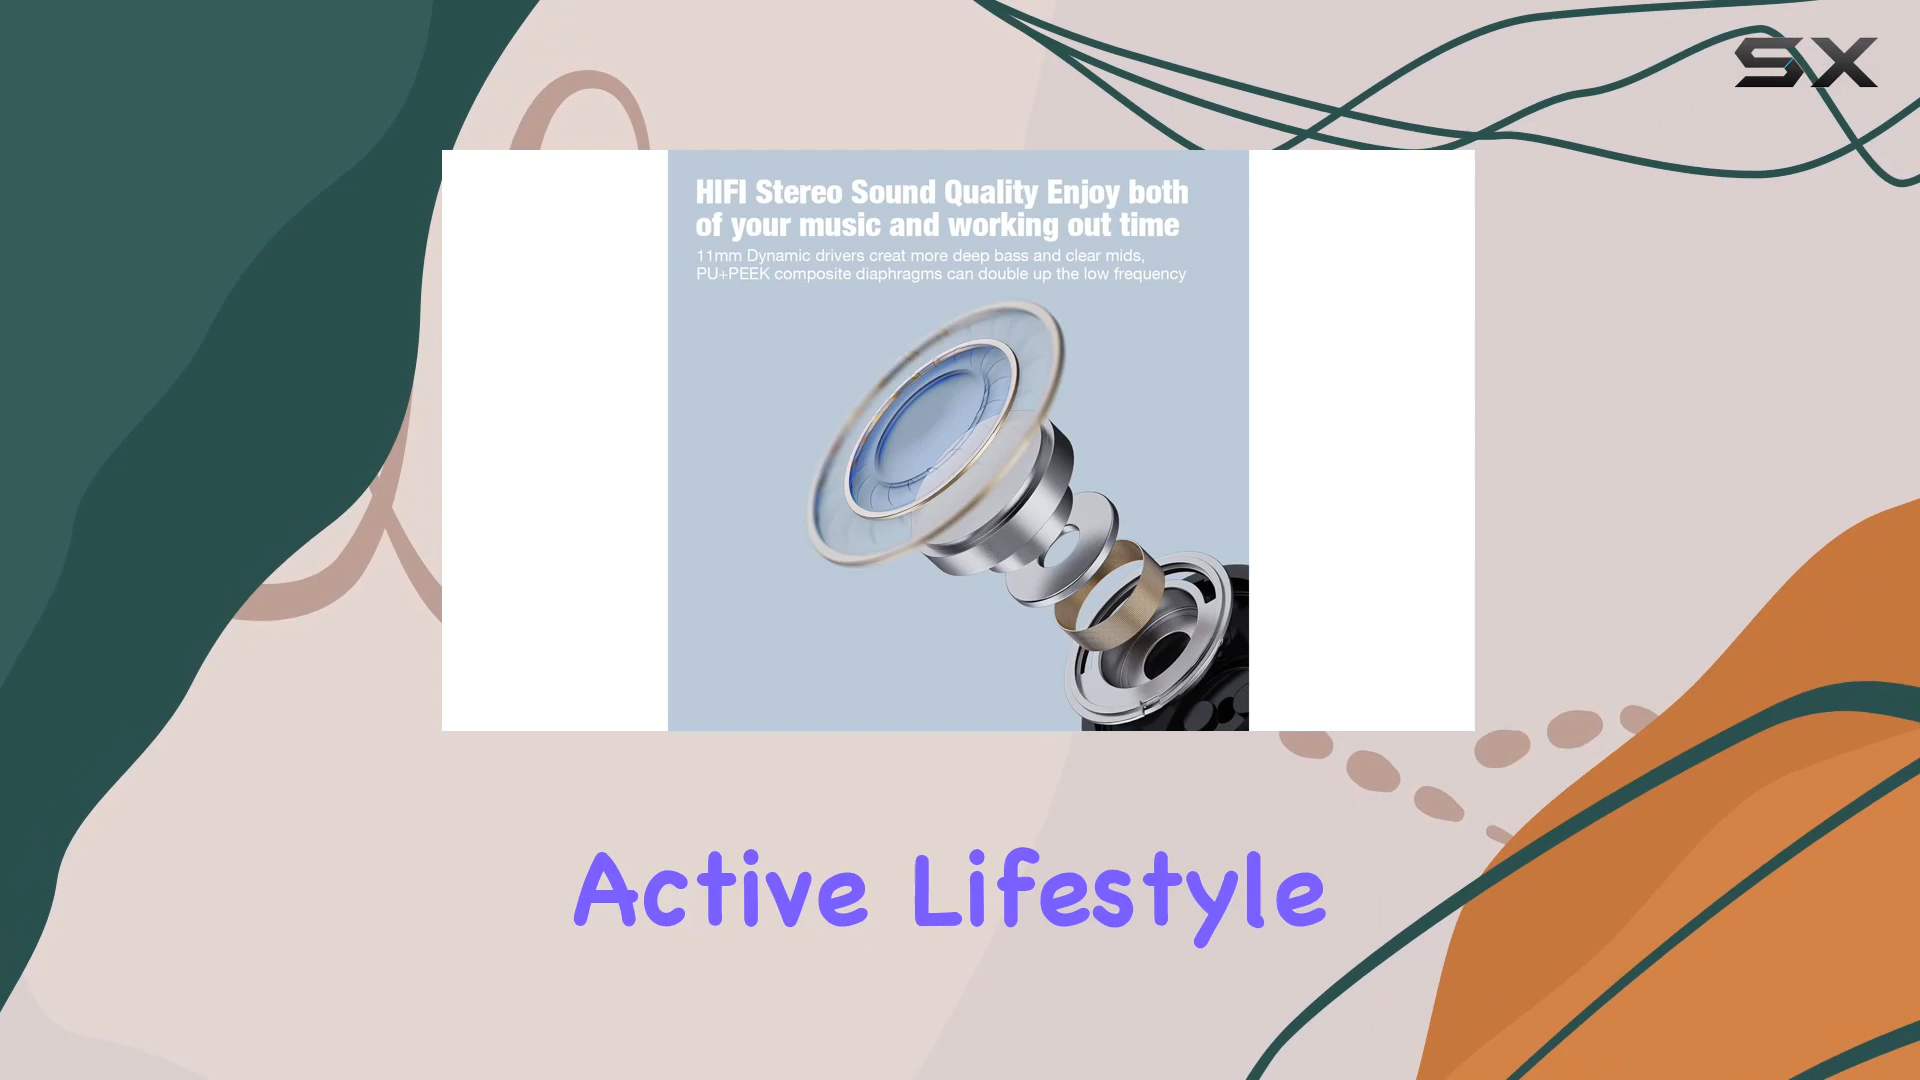 SX
HIFI Stereo Sound Quality Enjoy both
of your music and working out time
11mm Dynamic drivers creat more deep bass and clear mids,
PU+PEEK composite diaphragms can double up the low frequency
Active Lifestyle